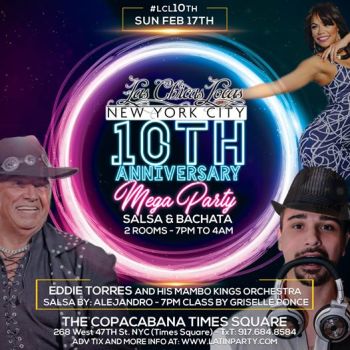 #LCL10TH
SUN FEB 17TH
Las Chicas Locas
NEW YORK CITY
10TH
ANNIVERSARY
Mega Party
SALSA & BACHATA
2 ROOMS - 7PM TO 4AM
EDDIE TORRES AND HIS MAMBO KINGS ORCHESTRA
SALSA BY: ALEJANDRO - 7PM CLASS BY GRISELLE PONCE
THE COPACABANA TIMES SQUARE
268 West 47TH St. NYC (Times Square) TxT: 917.684.8584
ADV TIX AND MORE INFO AT: WWW.LATINPARTY.COM